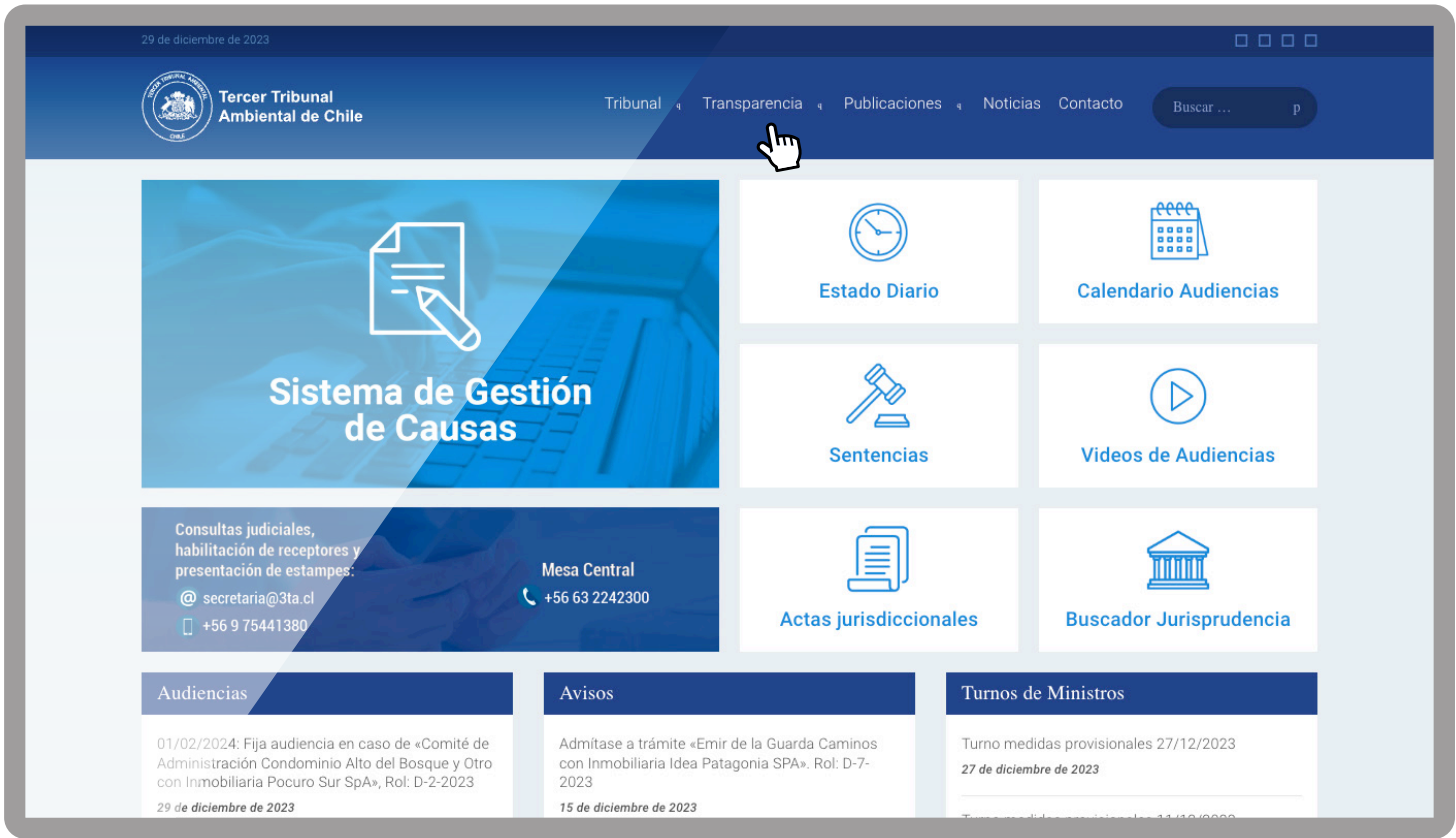 29 de diciembre de 2023
TERCER TRIBUNAL AMBIENTAL
CHILE
Tercer Tribunal
Ambiental de Chile
Tribunal q Transparencia q Publicaciones q Noticias Contacto
Buscar … p
Sistema de Gestión
de Causas
Estado Diario
Calendario Audiencias
Sentencias
Videos de Audiencias
Consultas judiciales,
habilitación de receptores y
presentación de estampes:
@ secretaria@3ta.cl
+56 9 75441380
Mesa Central
+56 63 2242300
Actas jurisdiccionales
Buscador Jurisprudencia
Audiencias
01/02/2024: Fija audiencia en caso de «Comité de
Administración Condominio Alto del Bosque y Otro
con Inmobiliaria Pocuro Sur SpA», Rol: D-2-2023
29 de diciembre de 2023
Avisos
Admítase a trámite «Emir de la Guarda Caminos
con Inmobiliaria Idea Patagonia SPA». Rol: D-7-
2023
15 de diciembre de 2023
Turnos de Ministros
Turno medidas provisionales 27/12/2023
27 de diciembre de 2023